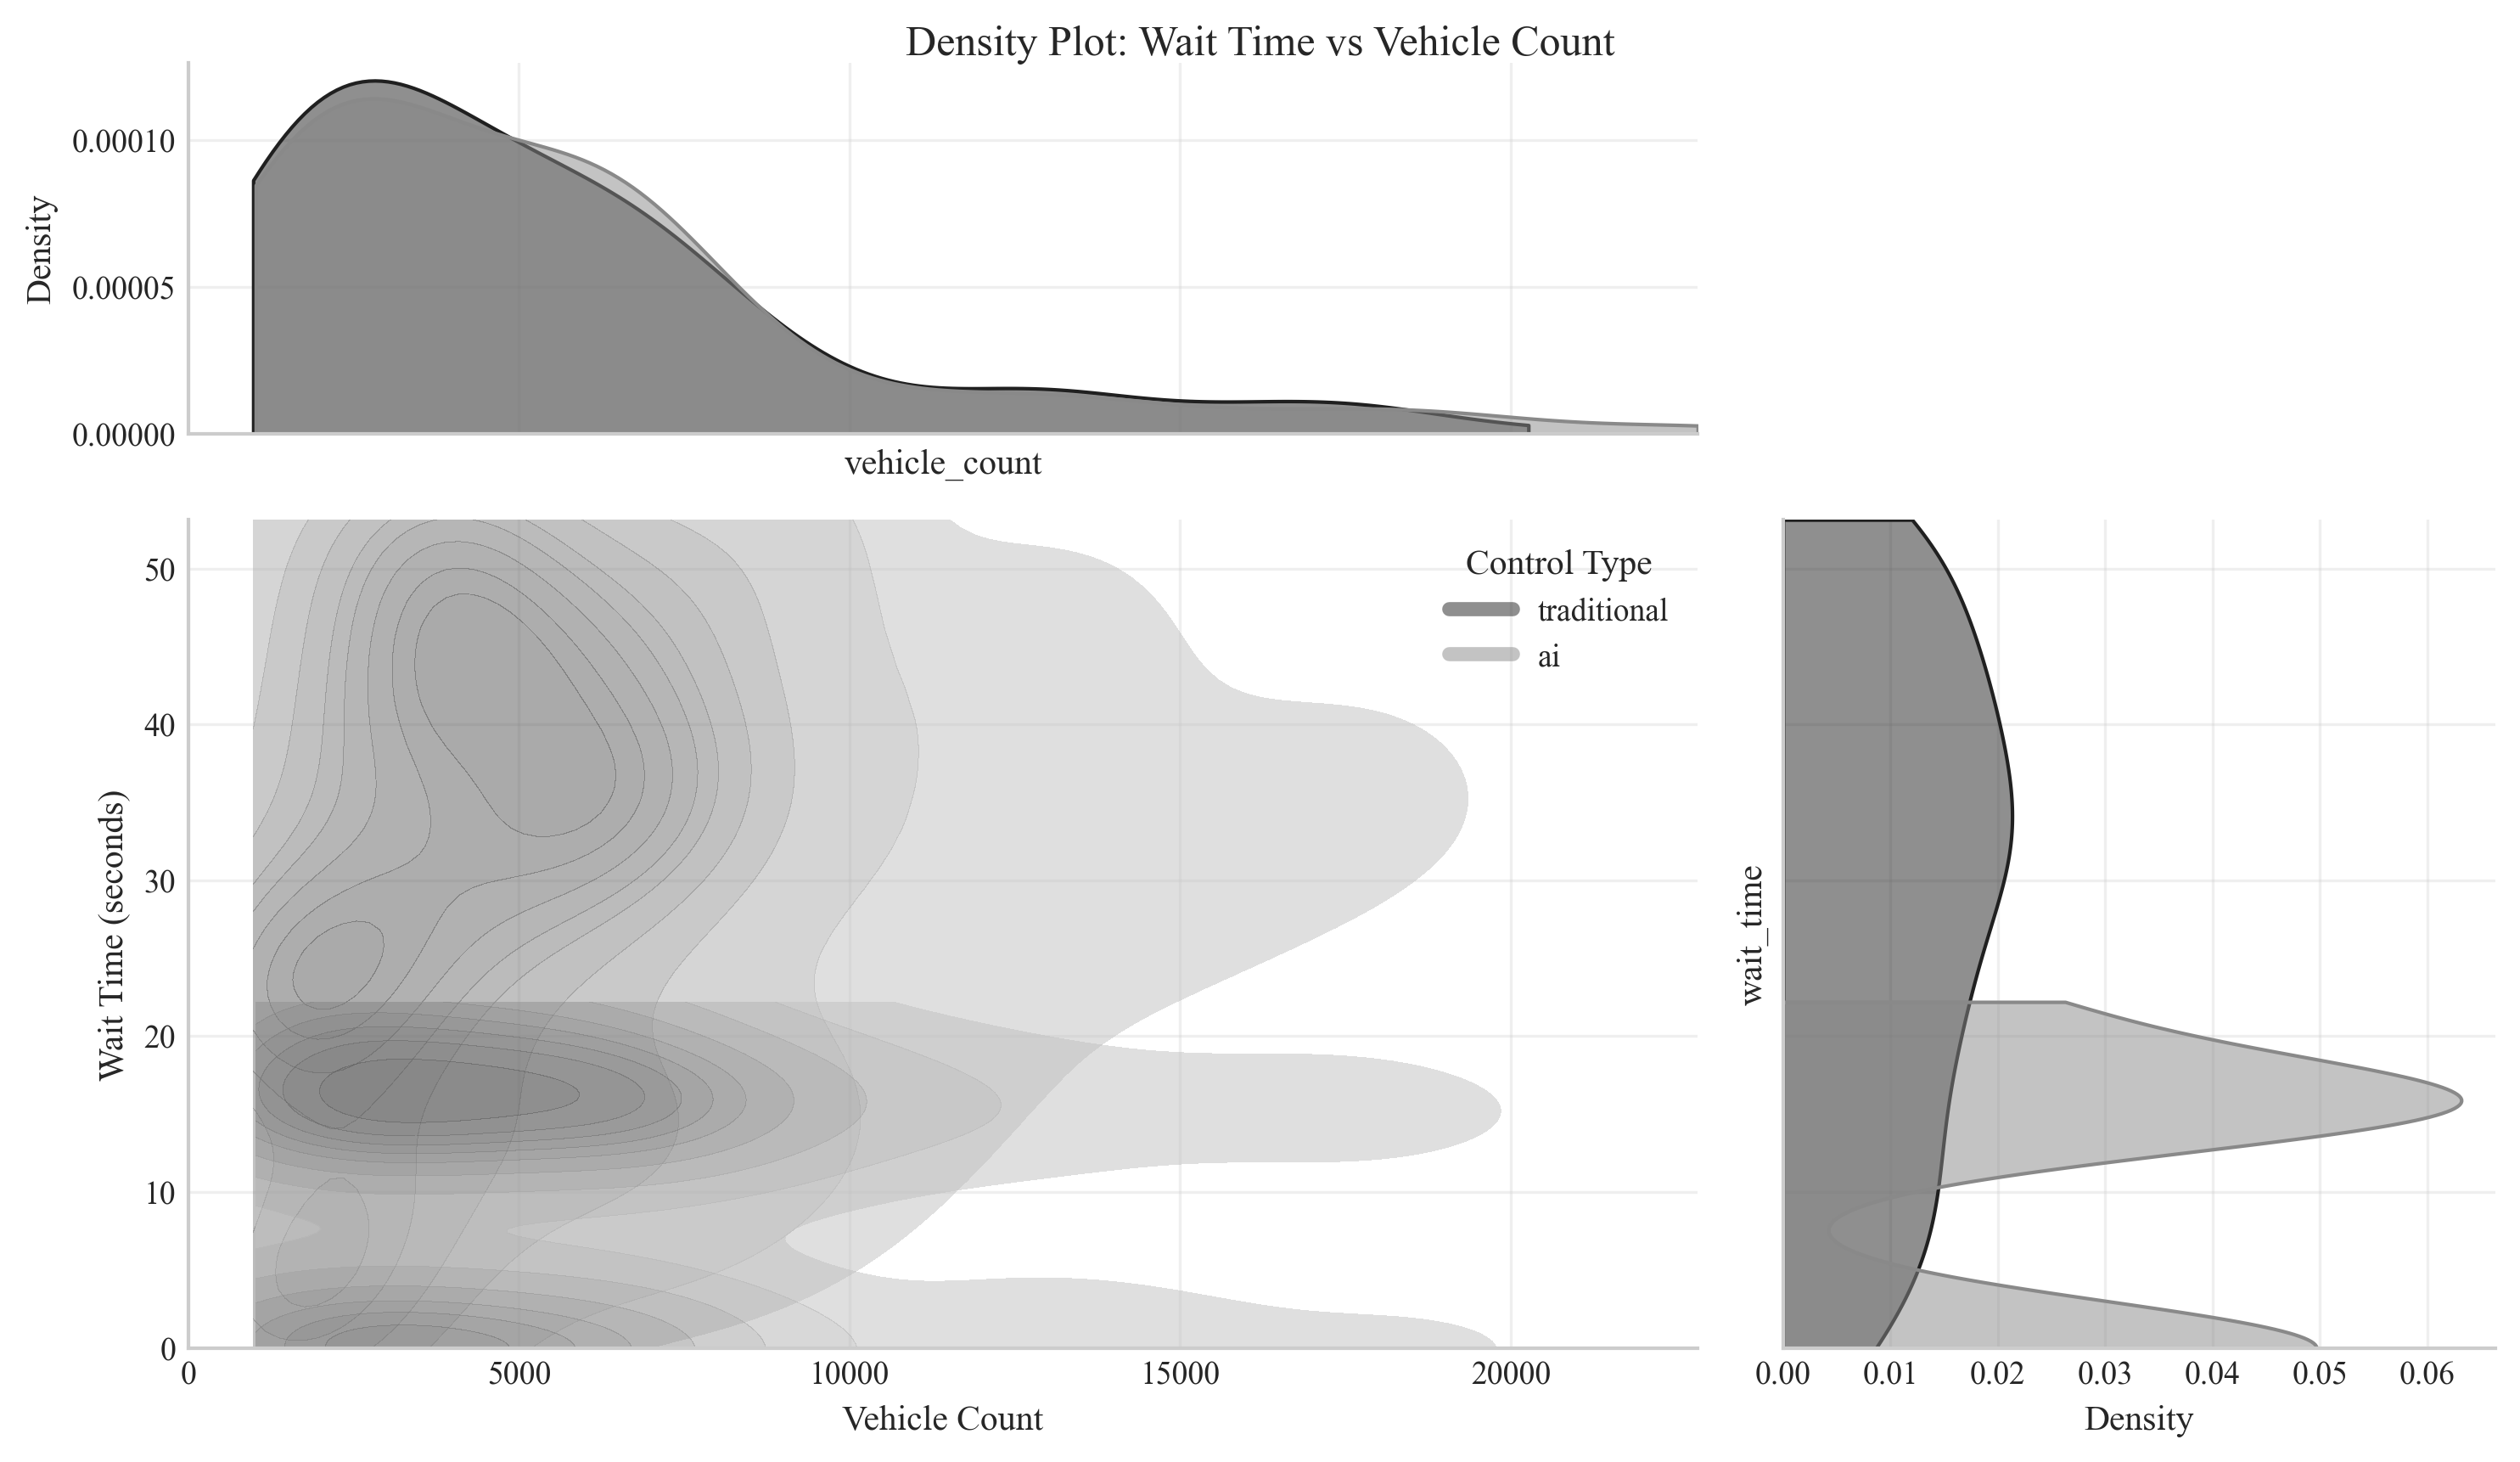 Density Plot: Wait Time vs Vehicle Count
Density
0.00010
0.00005
0.00000
vehicle_count
Wait Time (seconds)
50
40
30
20
10
0
0 5000 10000 15000 20000
Vehicle Count
Control Type
traditional
ai
wait_time
0.00 0.01 0.02 0.03 0.04 0.05 0.06
Density